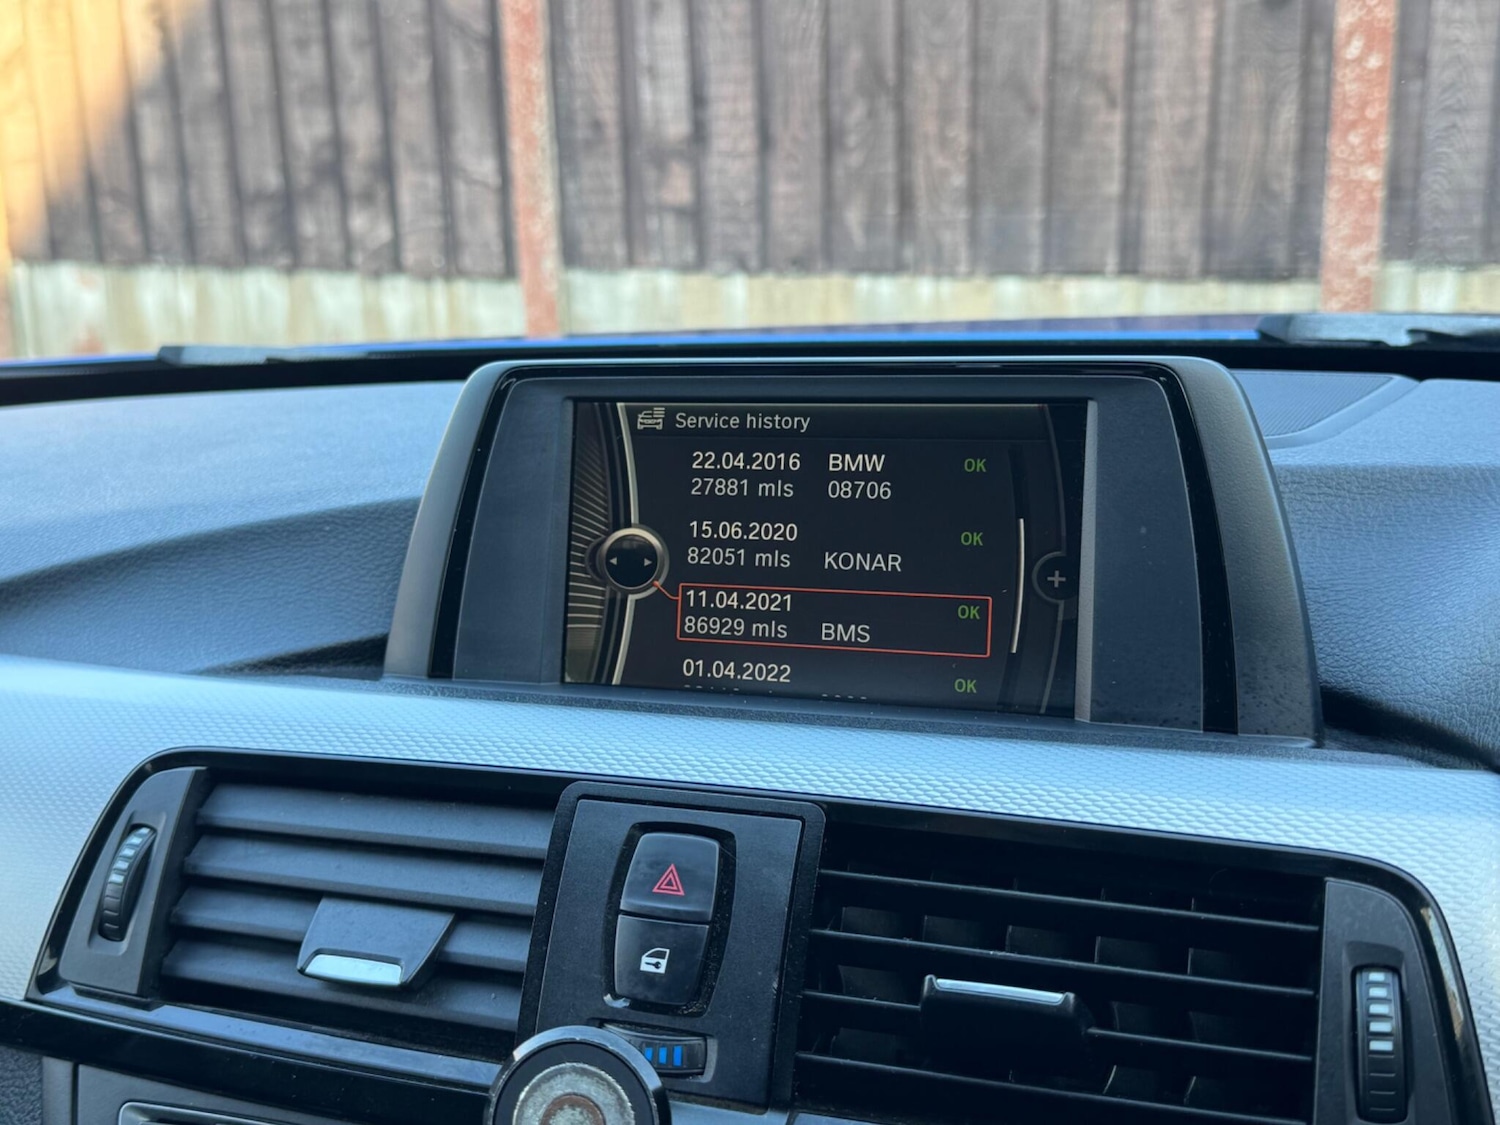 Service history
22.04.2016 BMW OK
27881 mls 08706
15.06.2020 OK
82051 mls KONAR
11.04.2021 OK
86929 mls BMS
01.04.2022 OK